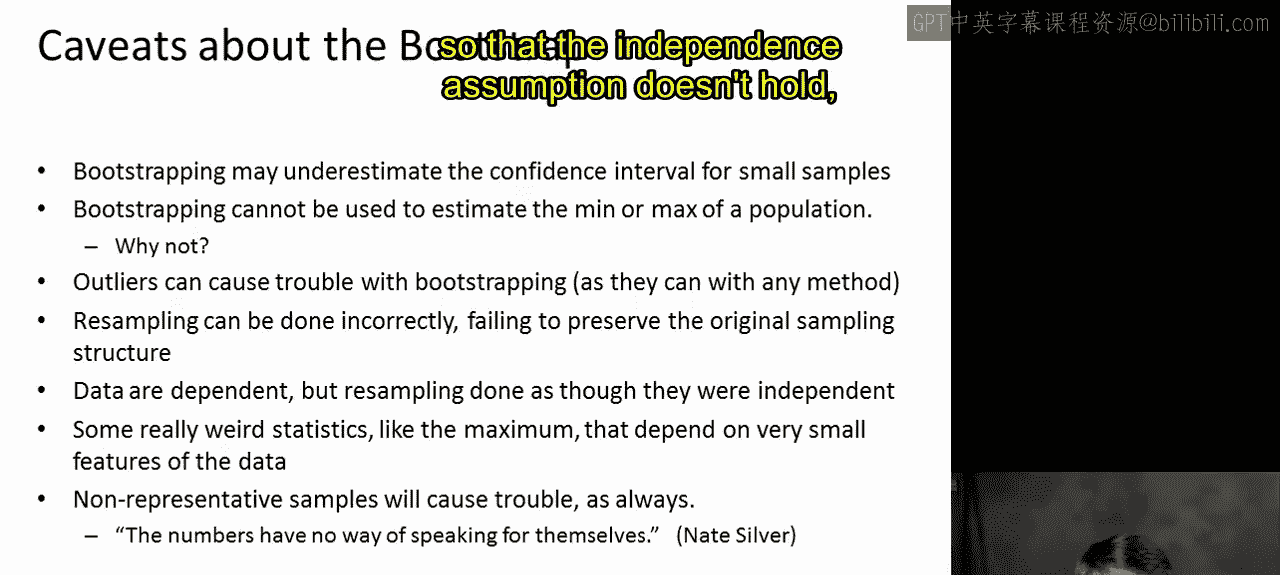 GPT中英字幕课程资源@bilibili.com
Caveats about the Bootstrap
so that the independence
assumption doesn't hold,
• Bootstrapping may underestimate the confidence interval for small samples
• Bootstrapping cannot be used to estimate the min or max of a population.
– Why not?
• Outliers can cause trouble with bootstrapping (as they can with any method)
• Resampling can be done incorrectly, failing to preserve the original sampling
structure
• Data are dependent, but resampling done as though they were independent
• Some really weird statistics, like the maximum, that depend on very small
features of the data
• Non-representative samples will cause trouble, as always.
– “The numbers have no way of speaking for themselves.” (Nate Silver)